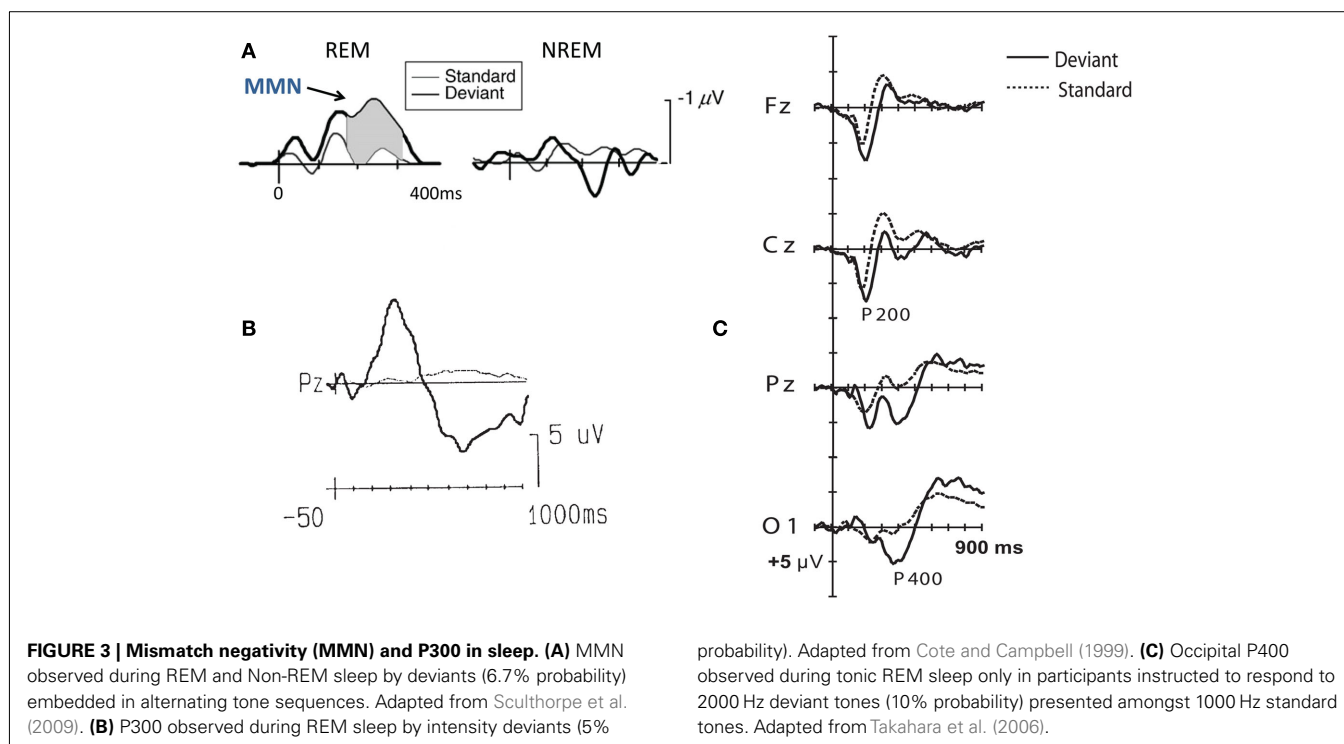 A
REM
NREM
MMN
Standard
Deviant
-1 μV
0
400ms
B
Pz
5 uV
-50
1000ms
C
Deviant
Standard
Fz
Cz
P200
Pz
O1
+5 μV
900 ms
P400
FIGURE 3 | Mismatch negativity (MMN) and P300 in sleep. (A) MMN
observed during REM and Non-REM sleep by deviants (6.7% probability)
embedded in alternating tone sequences. Adapted from Sculthorpe et al.
(2009). (B) P300 observed during REM sleep by intensity deviants (5%
probability). Adapted from Cote and Campbell (1999). (C) Occipital P400
observed during tonic REM sleep only in participants instructed to respond to
2000 Hz deviant tones (10% probability) presented amongst 1000 Hz standard
tones. Adapted from Takahara et al. (2006).